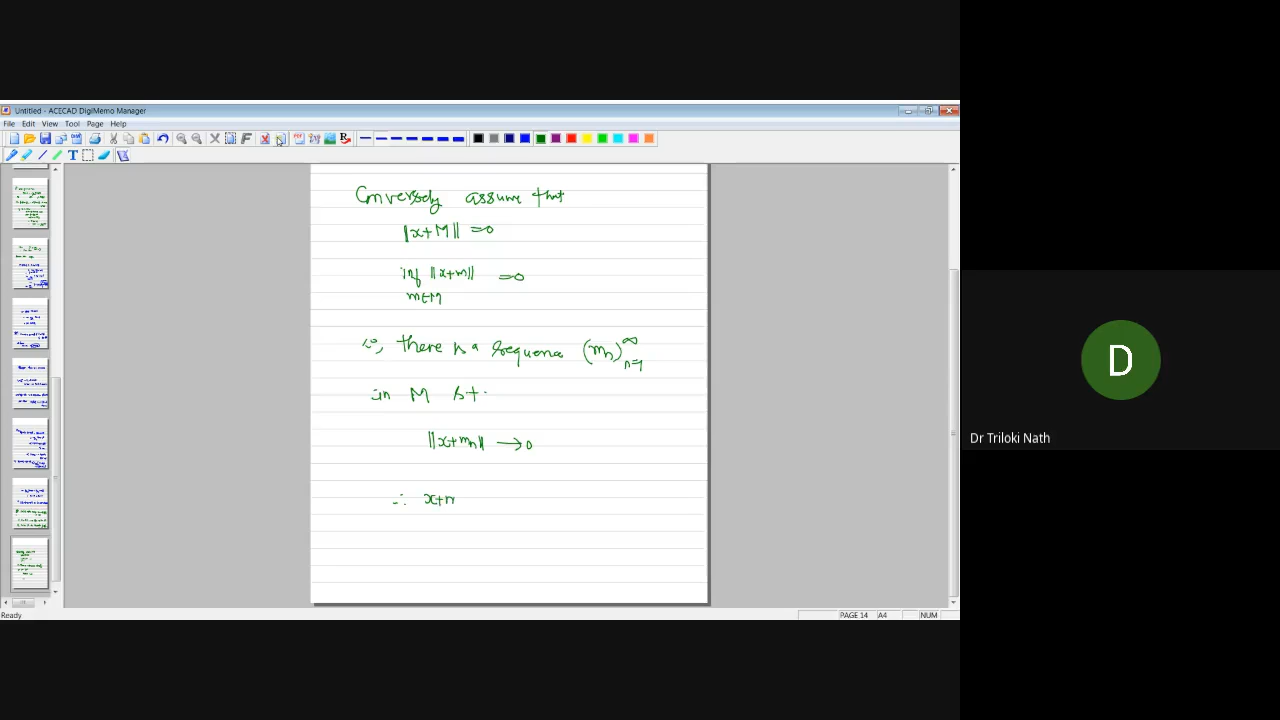 Untitled - ACECAD DigiMemo Manager
File Edit View Tool Page Help
Conversely assume that
||x+M|| =0
inf ||x+m|| =0
m∈M
so, there is a sequence (mn)∞n=1
in M s.t.
||x+mn|| → 0
∴ x+m
D
Dr Triloki Nath
Ready
PAGE 14 A4 NUM